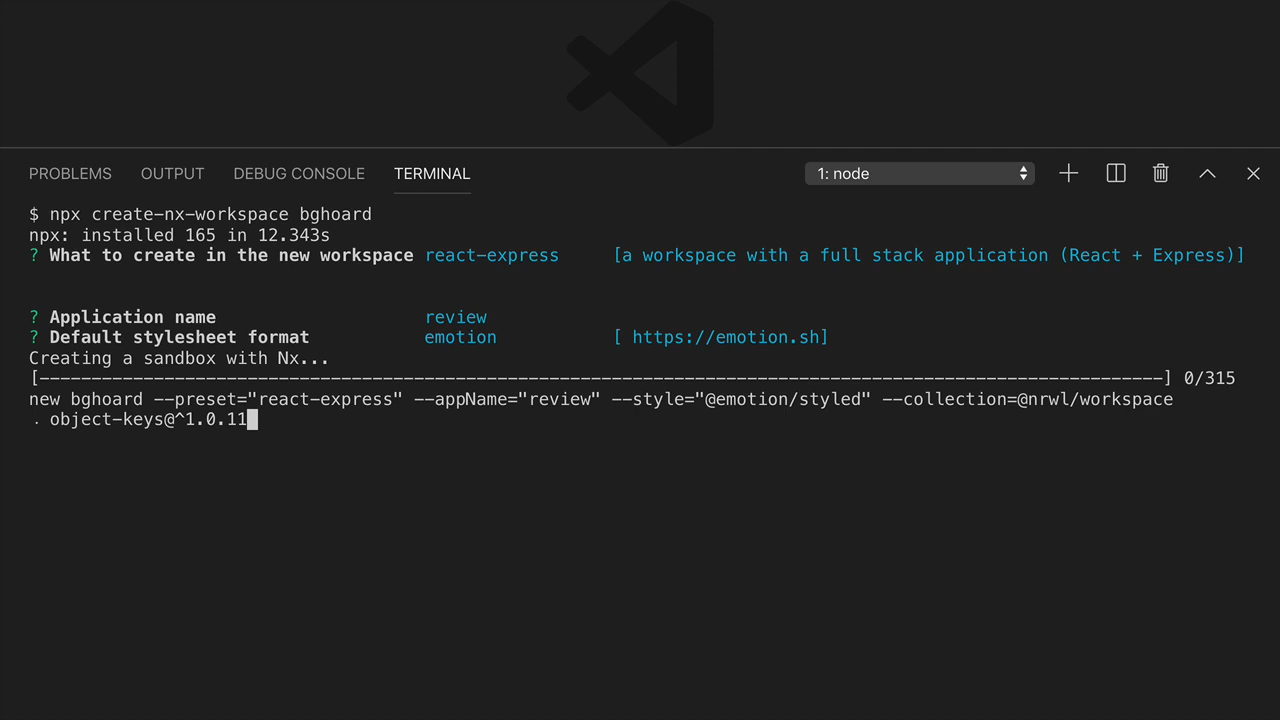 PROBLEMS OUTPUT DEBUG CONSOLE TERMINAL 1: node
$ npx create-nx-workspace bghoard
npx: installed 165 in 12.343s
? What to create in the new workspace react-express [a workspace with a full stack application (React + Express)]
? Application name review
? Default stylesheet format emotion [ https://emotion.sh]
Creating a sandbox with Nx...
[------------------------------------------------------------------------------------------------------------] 0/315
new bghoard --preset="react-express" --appName="review" --style="@emotion/styled" --collection=@nrwl/workspace
. object-keys@^1.0.11